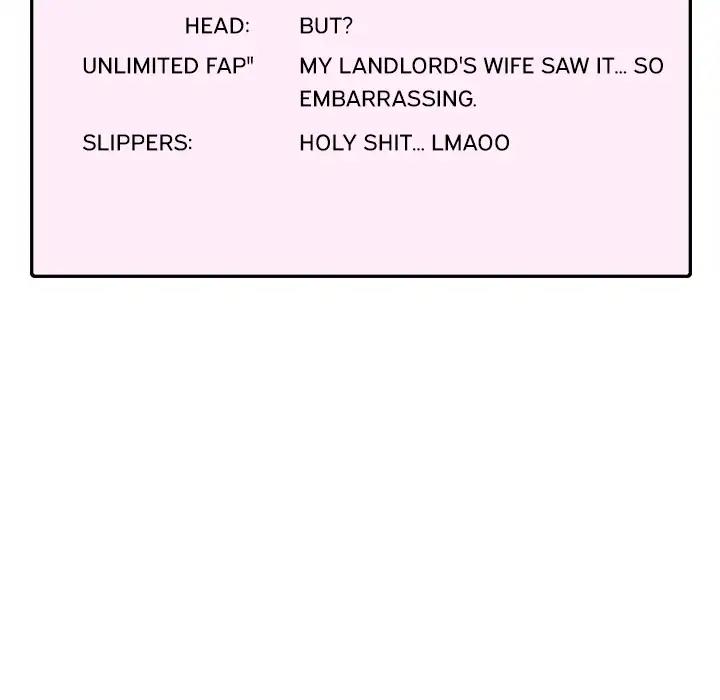 HEAD: BUT?
UNLIMITED FAP" MY LANDLORD'S WIFE SAW IT... SO
EMBARRASSING.
SLIPPERS: HOLY SHIT... LMAOO